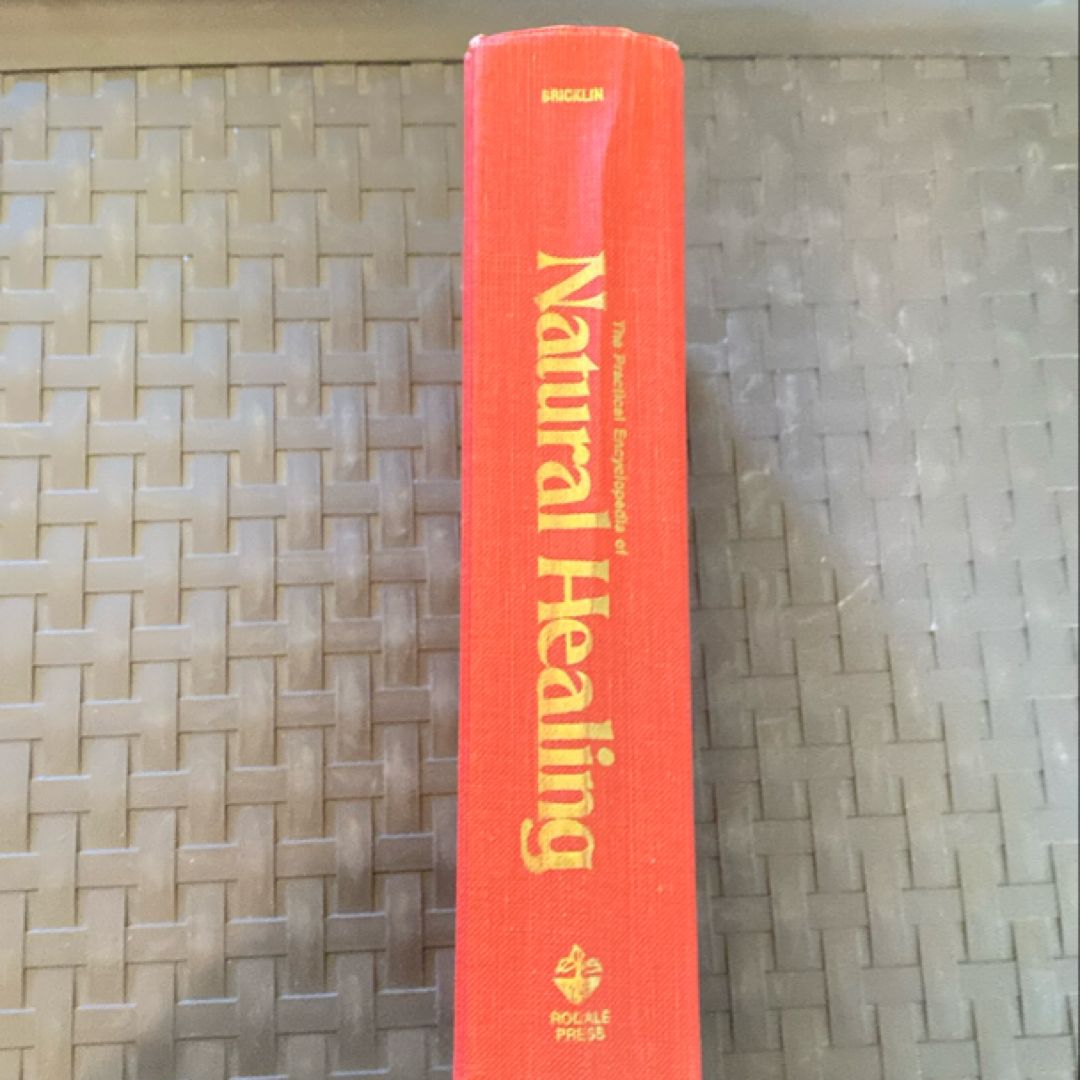 BRICKLIN
The Practical Encyclopedia of
Natural Healing
RODALE
PRESS